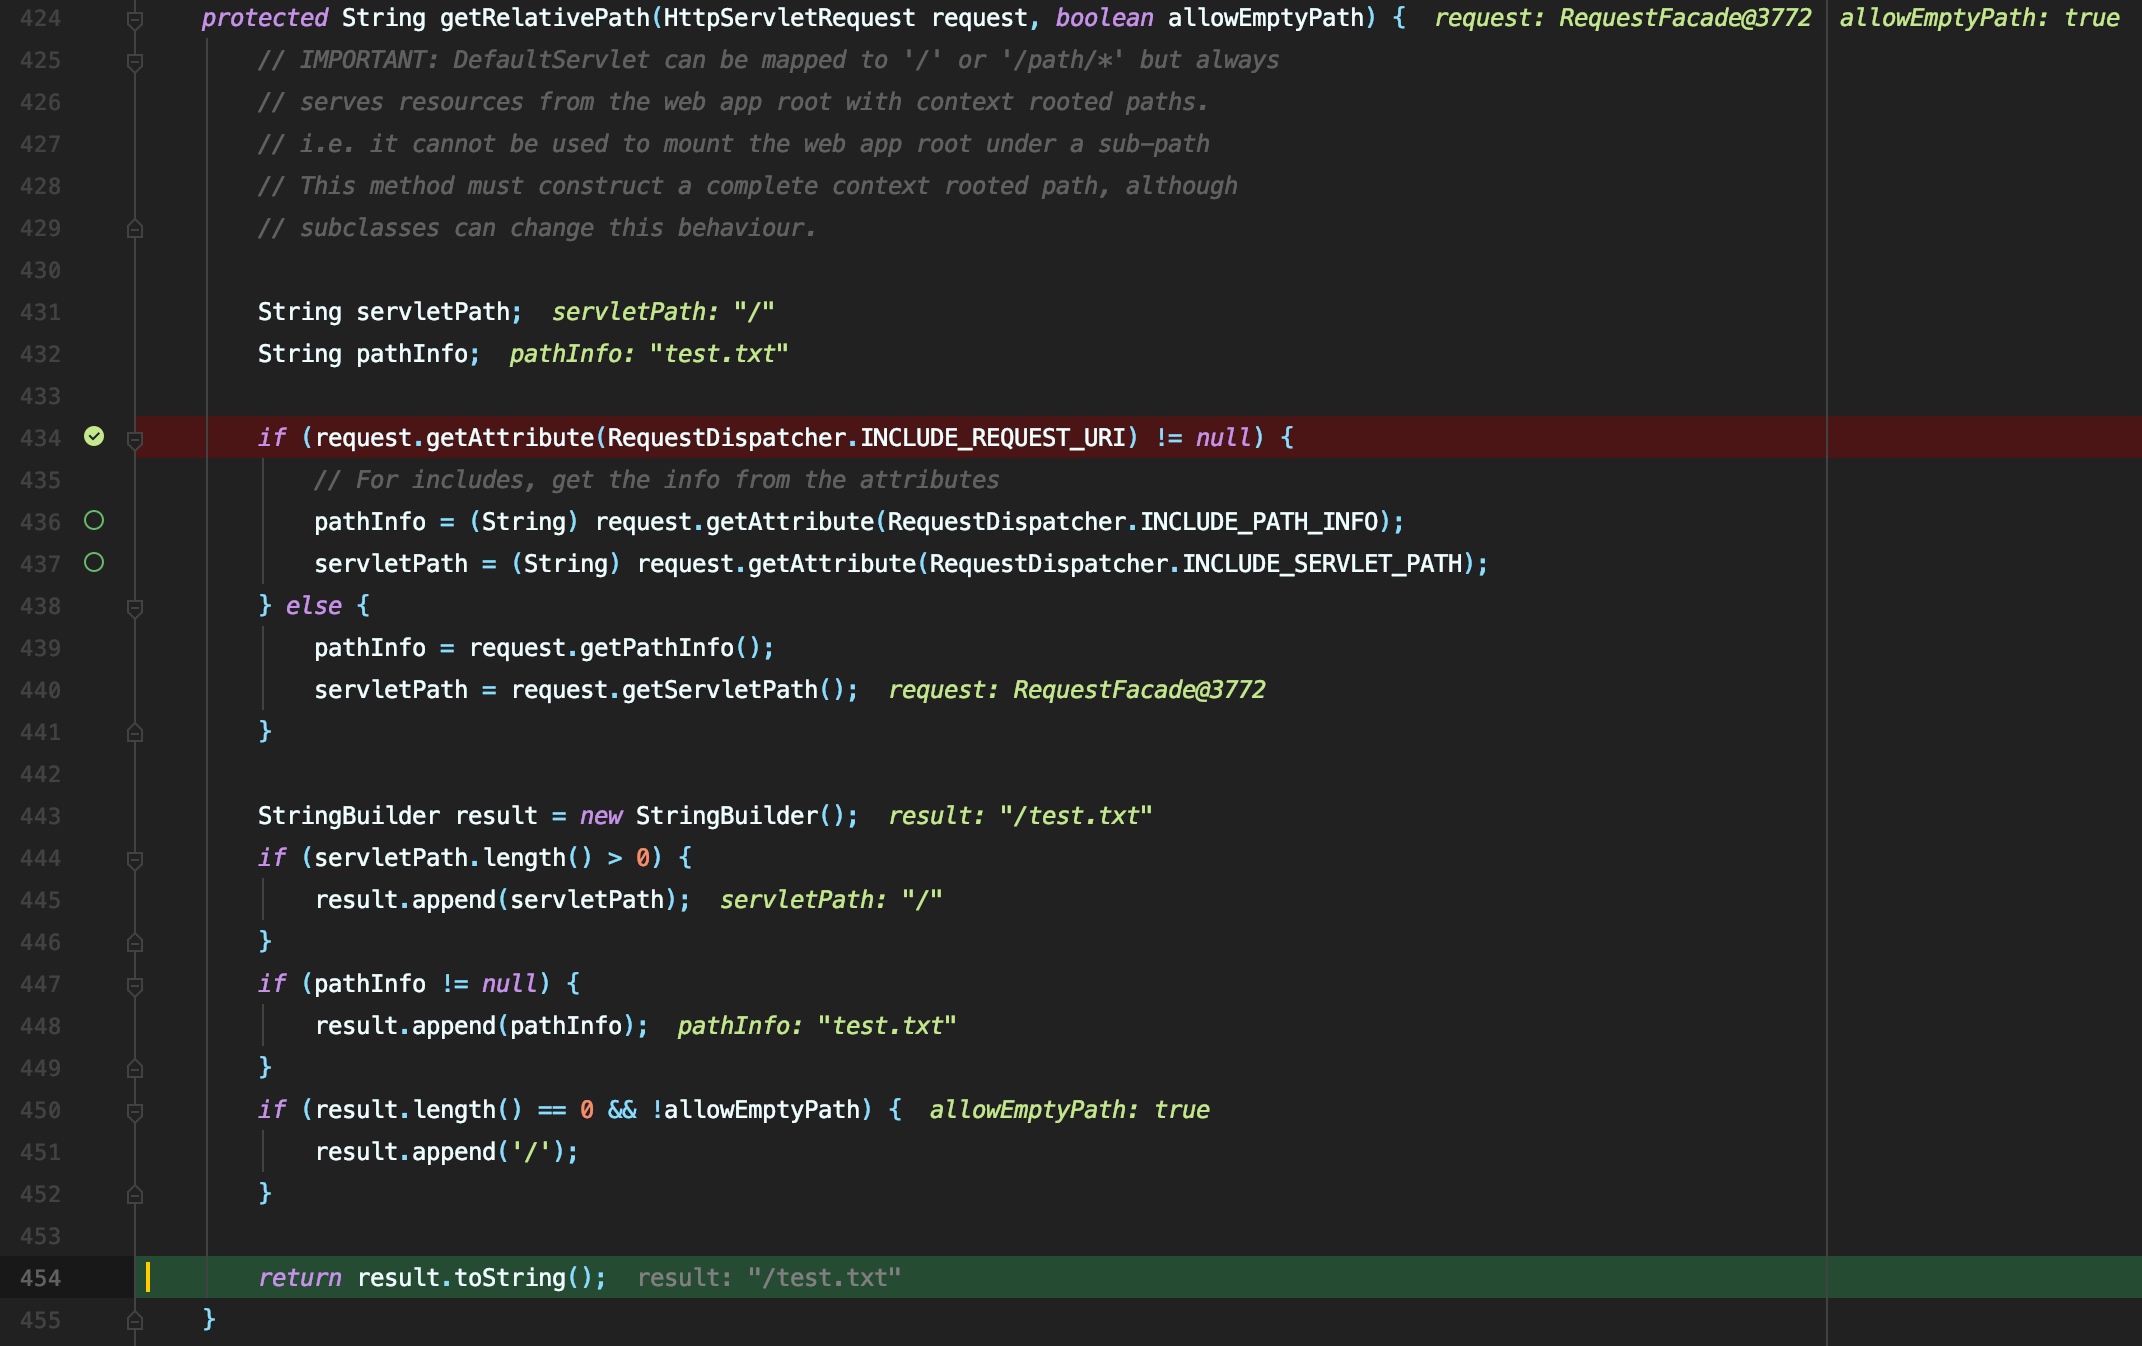 424 protected String getRelativePath(HttpServletRequest request, boolean allowEmptyPath) { request: RequestFacade@3772 allowEmptyPath: true
425 // IMPORTANT: DefaultServlet can be mapped to '/' or '/path/*' but always
426 // serves resources from the web app root with context rooted paths.
427 // i.e. it cannot be used to mount the web app root under a sub-path
428 // This method must construct a complete context rooted path, although
429 // subclasses can change this behaviour.
430
431 String servletPath; servletPath: "/"
432 String pathInfo; pathInfo: "test.txt"
433
434 if (request.getAttribute(RequestDispatcher.INCLUDE_REQUEST_URI) != null) {
435 // For includes, get the info from the attributes
436 pathInfo = (String) request.getAttribute(RequestDispatcher.INCLUDE_PATH_INFO);
437 servletPath = (String) request.getAttribute(RequestDispatcher.INCLUDE_SERVLET_PATH);
438 } else {
439 pathInfo = request.getPathInfo();
440 servletPath = request.getServletPath(); request: RequestFacade@3772
441 }
442
443 StringBuilder result = new StringBuilder(); result: "/test.txt"
444 if (servletPath.length() > 0) {
445 result.append(servletPath); servletPath: "/"
446 }
447 if (pathInfo != null) {
448 result.append(pathInfo); pathInfo: "test.txt"
449 }
450 if (result.length() == 0 && !allowEmptyPath) { allowEmptyPath: true
451 result.append('/');
452 }
453
454 return result.toString(); result: "/test.txt"
455 }